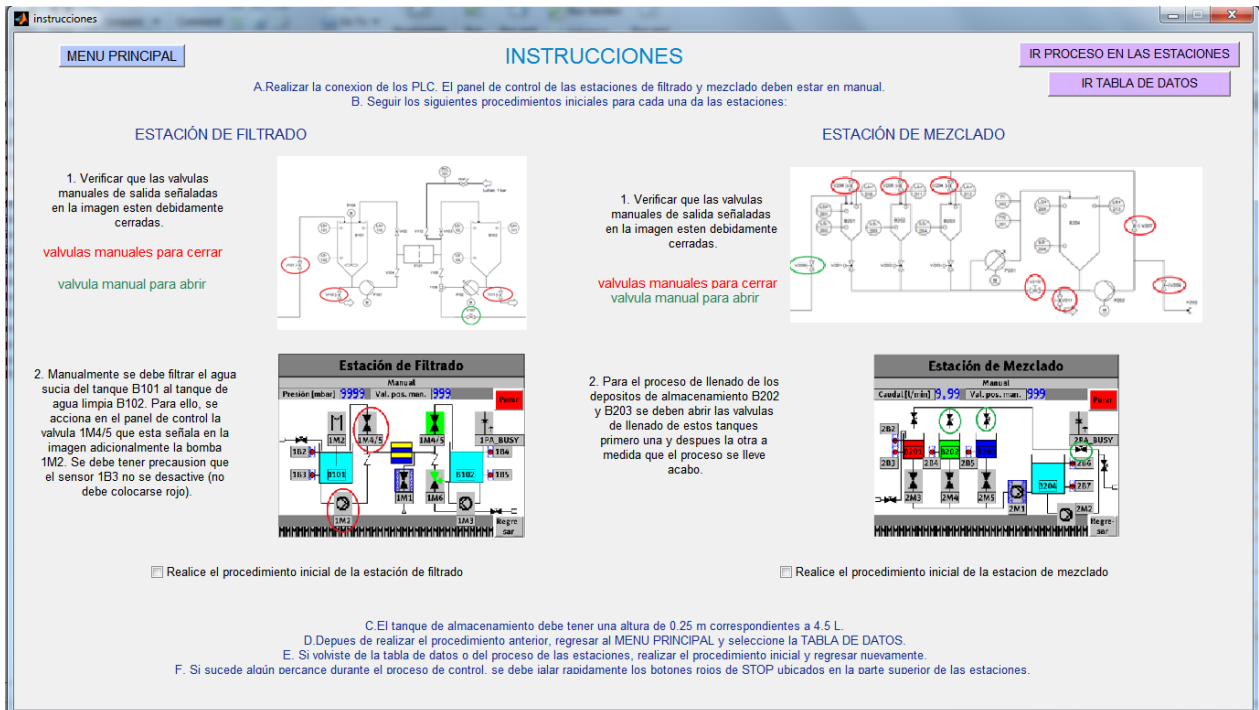 instrucciones
MENU PRINCIPAL
INSTRUCCIONES
IR PROCESO EN LAS ESTACIONES
IR TABLA DE DATOS
A.Realizar la conexion de los PLC. El panel de control de las estaciones de filtrado y mezclado deben estar en manual.
B. Seguir los siguientes procedimientos iniciales para cada una da las estaciones:
ESTACIÓN DE FILTRADO
1. Verificar que las valvulas
manuales de salida señaladas
en la imagen esten debidamente
cerradas.
valvulas manuales para cerrar
valvula manual para abrir
2. Manualmente se debe filtrar el agua
sucia del tanque B101 al tanque de
agua limpia B102. Para ello, se
acciona en el panel de control la
valvula 1M4/5 que esta señala en la
imagen adicionalmente la bomba
1M2. Se debe tener precausion que
el sensor 1B3 no se desactive (no
debe colocarse rojo).
Estación de Filtrado
Manual
Presión [mbar] 9999 Val. pos. man. 999
Parar
1M2
1M4/5
1M4/5
1PA_BUSY
1B2
1B4
1B3
B101
B102
1B5
1M1
1M6
1M2
1M3
Regre-
sar
Realice el procedimiento inicial de la estación de filtrado
ESTACIÓN DE MEZCLADO
1. Verificar que las valvulas
manuales de salida señaladas
en la imagen esten debidamente
cerradas.
valvulas manuales para cerrar
valvula manual para abrir
2. Para el proceso de llenado de los
depositos de almacenamiento B202
y B203 se deben abrir las valvulas
de llenado de estos tanques
primero una y despues la otra a
medida que el proceso se lleve
acabo.
Estación de Mezclado
Manual
Caudal[l/min] 9,99 Val. pos. man. 999
Parar
2B2
2PA_BUSY
B201
B202
2B3
2B4
2B5
2B6
B204
2B7
2M3
2M4
2M5
2M1
2M2
Regre-
sar
Realice el procedimiento inicial de la estacion de mezclado
C.El tanque de almacenamiento debe tener una altura de 0.25 m correspondientes a 4.5 L.
D.Depues de realizar el procedimiento anterior, regresar al MENU PRINCIPAL y seleccione la TABLA DE DATOS.
E. Si volviste de la tabla de datos o del proceso de las estaciones, realizar el procedimiento inicial y regresar nuevamente.
F. Si sucede algún percance durante el proceso de control, se debe jalar rapidamente los botones rojos de STOP ubicados en la parte superior de las estaciones.